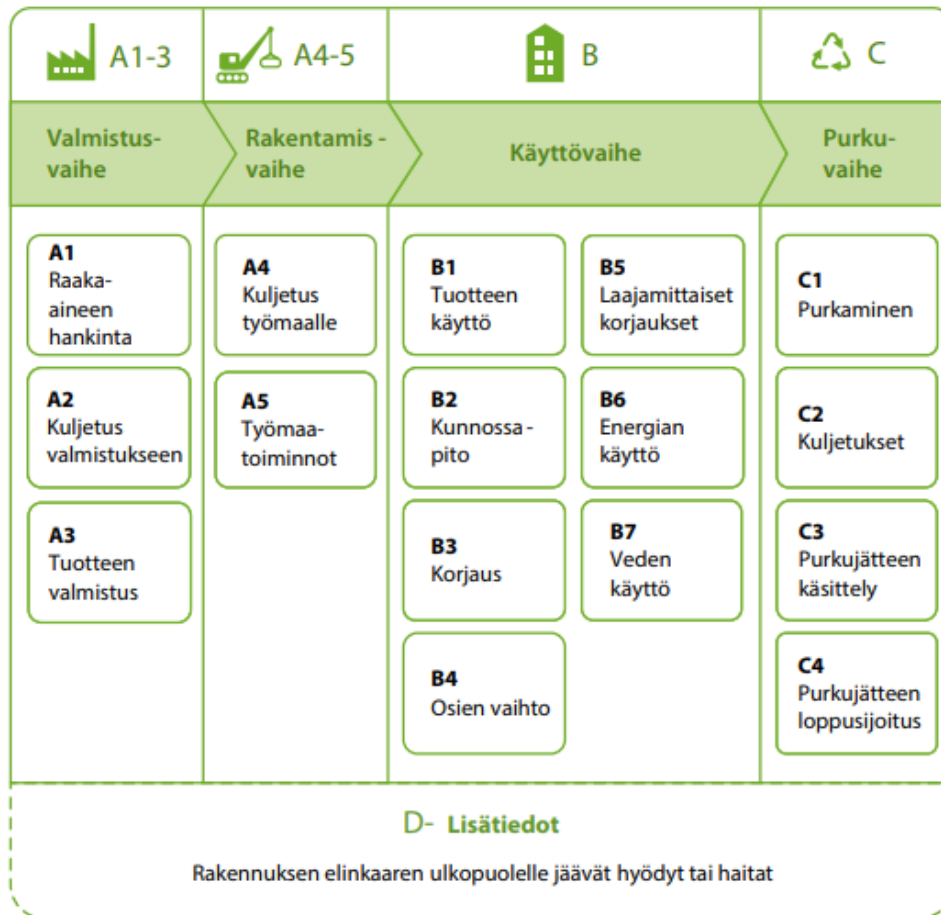 A1-3
A4-5
B
C
Valmistus-
vaihe
Rakentamis -
vaihe
Käyttövaihe
Purku-
vaihe
A1
Raaka-
aineen
hankinta
A2
Kuljetus
valmistukseen
A3
Tuotteen
valmistus
A4
Kuljetus
työmaalle
A5
Työmaa-
toiminnot
B1
Tuotteen
käyttö
B2
Kunnossa -
pito
B3
Korjaus
B4
Osien vaihto
B5
Laajamittaiset
korjaukset
B6
Energian
käyttö
B7
Veden
käyttö
C1
Purkaminen
C2
Kuljetukset
C3
Purkujätteen
käsittely
C4
Purkujätteen
loppusijoitus
D- Lisätiedot
Rakennuksen elinkaaren ulkopuolelle jäävät hyödyt tai haitat